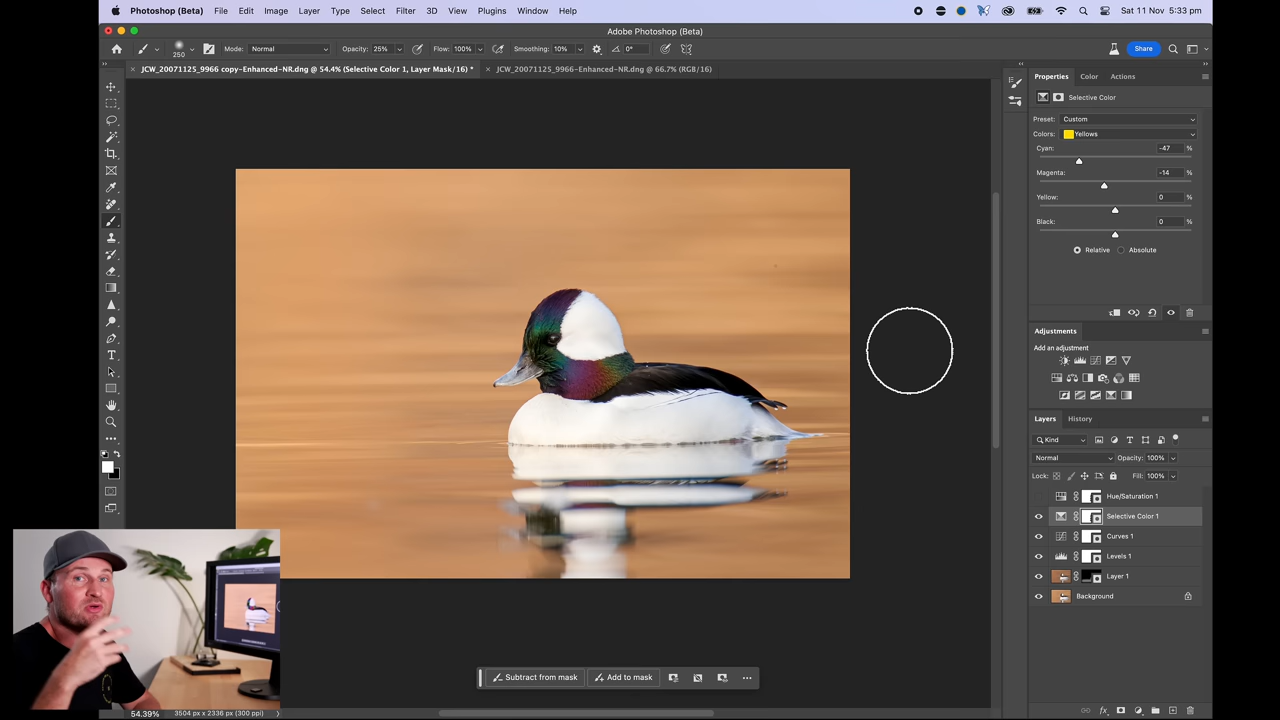 Photoshop (Beta) File Edit Image Layer Type Select Filter View Plugins Window Help Sat 11 Nov 5:33 pm
Adobe Photoshop (Beta)
250 Mode: Normal Opacity: 25% Flow: 100% Smoothing: 10% 0° Share
JCW_20071125_9966 copy-Enhanced-NR.dng @ 54.4% (Selective Color 1, Layer Mask/16) * JCW_20071125_9966-Enhanced-NR.dng @ 66.7% (RGB/16)
Properties Color Actions
Selective Color
Preset: Custom
Colors: Yellows
Cyan: -47 %
Magenta: -14 %
Yellow: 0 %
Black: 0 %
Relative Absolute
Adjustments
Add an adjustment
Layers History
Kind
Normal Opacity: 100%
Lock: Fill: 100%
Hue/Saturation 1
Selective Color 1
Curves 1
Levels 1
Layer 1
Background
Subtract from mask Add to mask
54.39% 3504 px x 2336 px (300 ppi)